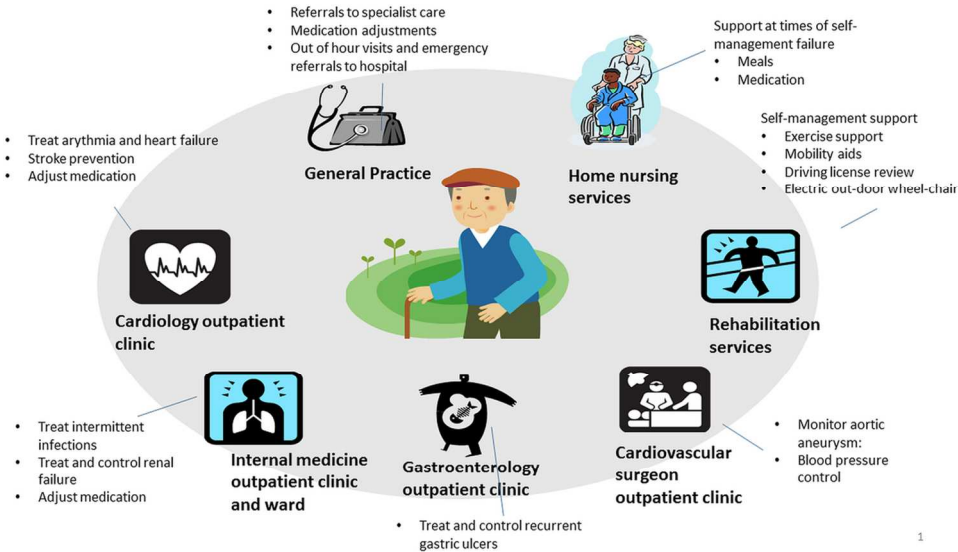 • Referrals to specialist care
• Medication adjustments
• Out of hour visits and emergency
referrals to hospital
General Practice
Support at times of self-
management failure
• Meals
• Medication
Home nursing
services
Self-management support
• Exercise support
• Mobility aids
• Driving license review
• Electric out-door wheel-chair
Rehabilitation
services
• Treat arythmia and heart failure
• Stroke prevention
• Adjust medication
Cardiology outpatient
clinic
• Treat intermittent
infections
• Treat and control renal
failure
• Adjust medication
Internal medicine
outpatient clinic
and ward
Gastroenterology
outpatient clinic
• Treat and control recurrent
gastric ulcers
Cardiovascular
surgeon
outpatient clinic
• Monitor aortic
aneurysm:
• Blood pressure
control
1